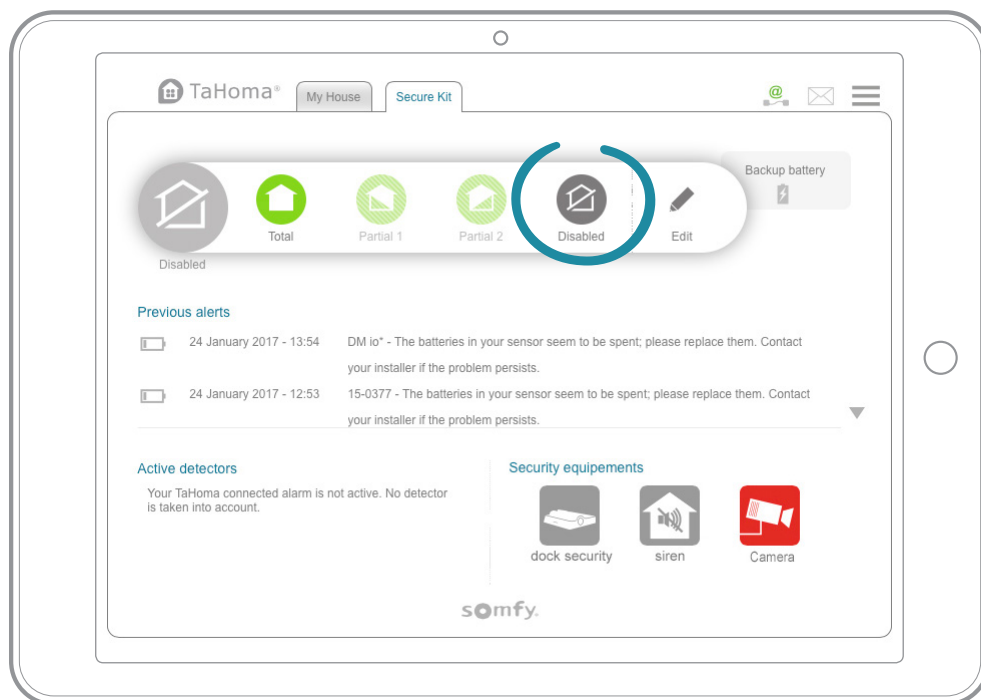 TaHoma®
My House
Secure Kit
@
Backup battery
Total
Partial 1
Partial 2
Disabled
Edit
Disabled
Previous alerts
24 January 2017 - 13:54
DM io* - The batteries in your sensor seem to be spent; please replace them. Contact
your installer if the problem persists.
24 January 2017 - 12:53
15-0377 - The batteries in your sensor seem to be spent; please replace them. Contact
your installer if the problem persists.
Active detectors
Your TaHoma connected alarm is not active. No detector
is taken into account.
Security equipements
dock security
siren
Camera
somfy.